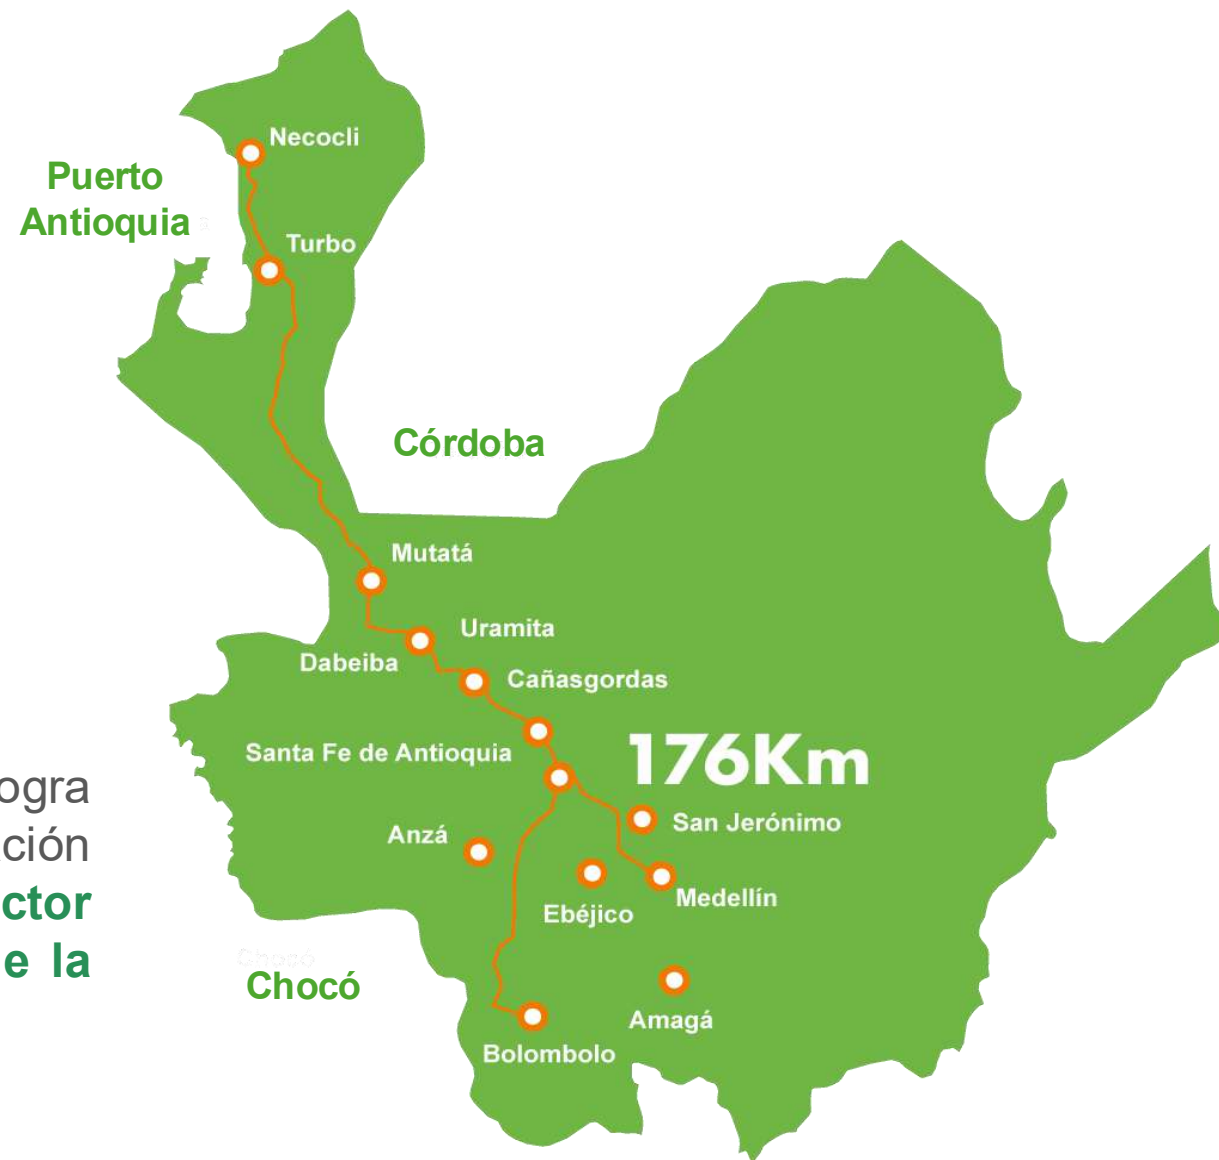 Necocli
Puerto
Antioquia
Turbo
Córdoba
Mutatá
Uramita
Dabeiba
Cañasgordas
Santa Fe de Antioquia
176Km
San Jerónimo
Anzá
Medellín
Ebéjico
Chocó
Chocó
Amagá
Bolombolo
ogra
ción
ctor
e la